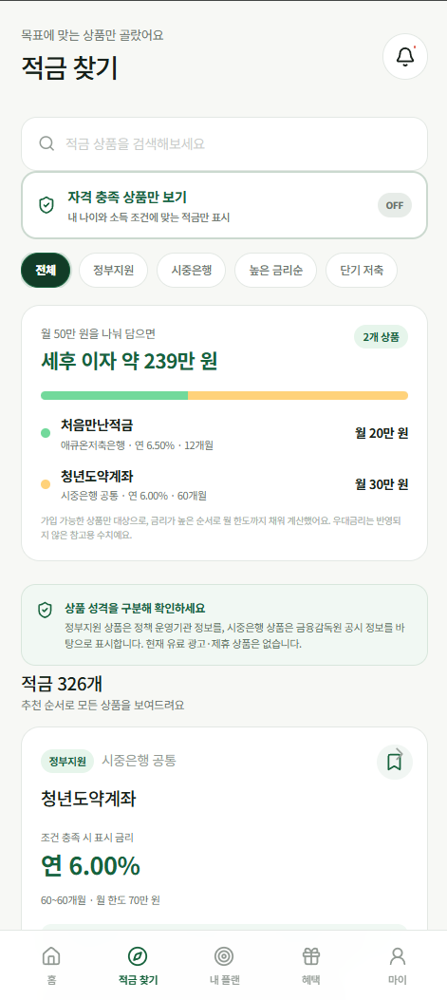 목표에 맞는 상품만 골랐어요
적금 찾기
적금 상품을 검색해보세요
자격 충족 상품만 보기
내 나이와 소득 조건에 맞는 적금만 표시
OFF
전체
정부지원
시중은행
높은 금리순
단기 저축
월 50만 원을 나눠 담으면
2개 상품
세후 이자 약 239만 원
처음만난적금
애큐온저축은행 · 연 6.50% · 12개월
월 20만 원
청년도약계좌
시중은행 공통 · 연 6.00% · 60개월
월 30만 원
가입 가능한 상품만 대상으로, 금리가 높은 순서로 월 한도까지 채워 계산했어요. 우대금리는 반영되
지 않은 참고용 수치예요.
상품 성격을 구분해 확인하세요
정부지원 상품은 정책 운영기관 정보를, 시중은행 상품은 금융감독원 공시 정보를 바
탕으로 표시합니다. 현재 유료 광고·제휴 상품은 없습니다.
적금 326개
추천 순서로 모든 상품을 보여드려요
정부지원
시중은행 공통
청년도약계좌
조건 충족 시 표시 금리
연 6.00%
60~60개월 · 월 한도 70만 원
홈
적금 찾기
내 플랜
혜택
마이